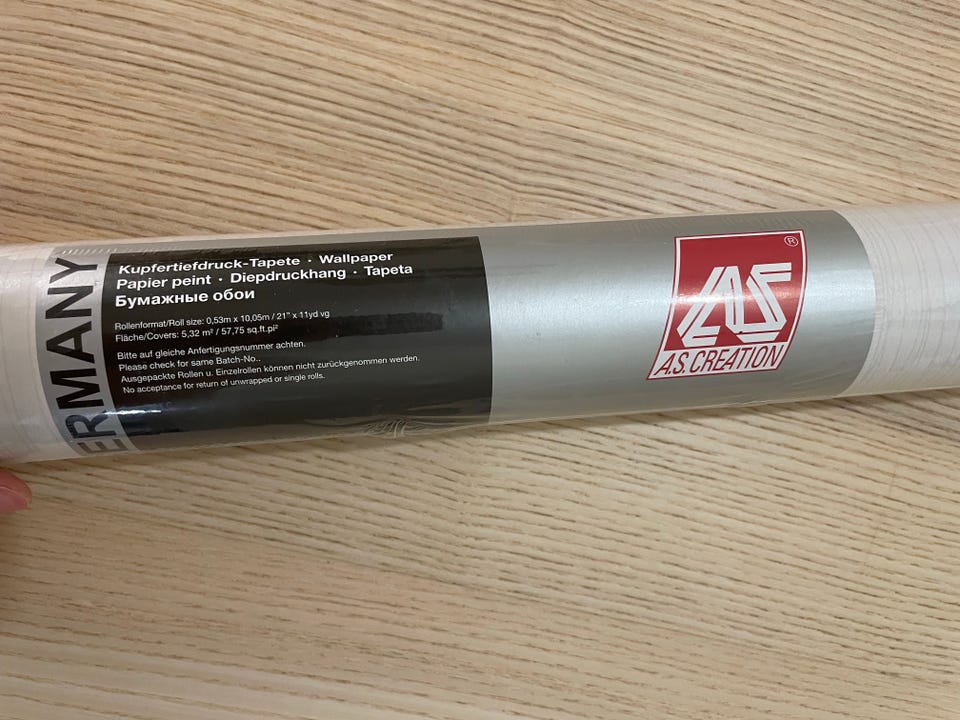 ERMANY
Kupfertiefdruck-Tapete · Wallpaper
Papier peint · Diepdruckhang · Tapeta
Бумажные обои
Rollenformat/Roll size: 0,53m x 10,05m / 21" x 11yd vg
Fläche/Covers: 5,32 m² / 57,75 sq.ft.pi²
Bitte auf gleiche Anfertigungsnummer achten.
Please check for same Batch-No..
Ausgepackte Rollen u. Einzelrollen können nicht zurückgenommen werden.
No acceptance for return of unwrapped or single rolls.
AS
®
A.S. CREATION